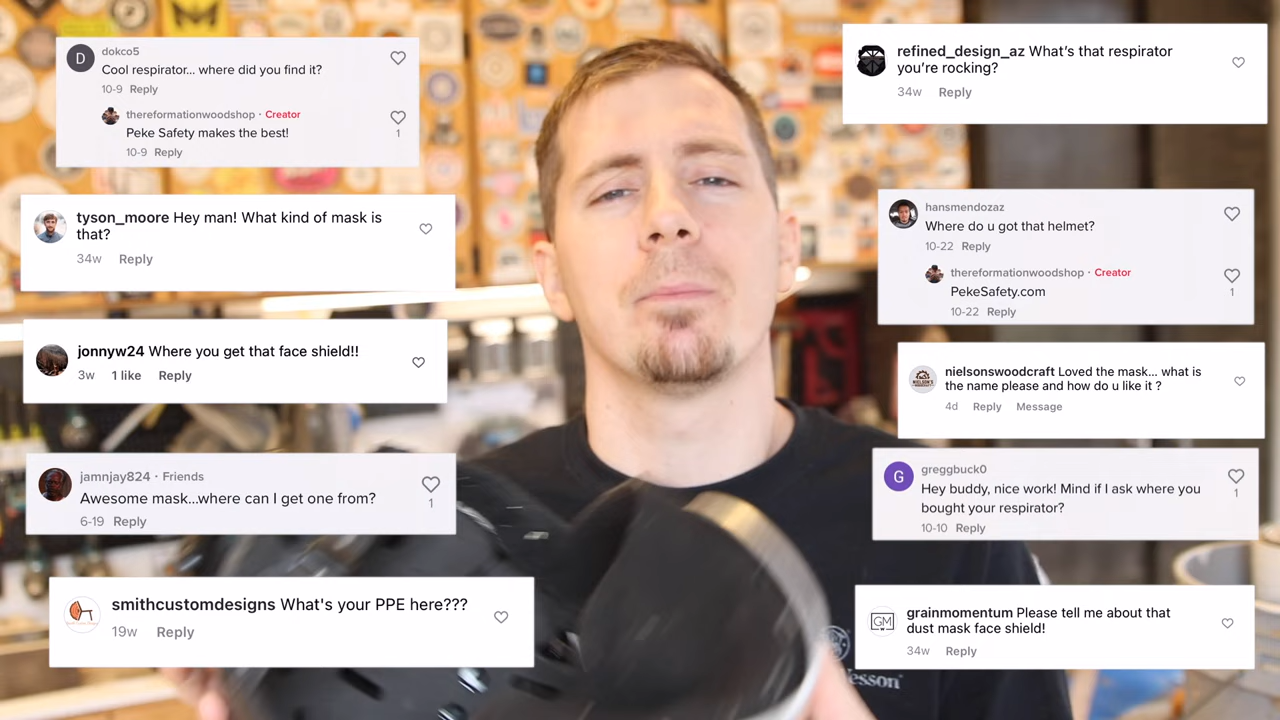 dokco5
Cool respirator... where did you find it?
10-9 Reply
thereformationwoodshop · Creator
Peke Safety makes the best!
1
10-9 Reply
tyson_moore Hey man! What kind of mask is
that?
34w Reply
jonnyw24 Where you get that face shield!!
3w 1 like Reply
jamnjay824 · Friends
Awesome mask...where can I get one from?
1
6-19 Reply
smithcustomdesigns What's your PPE here???
19w Reply
refined_design_az What's that respirator
you're rocking?
34w Reply
hansmendozaz
Where do u got that helmet?
10-22 Reply
thereformationwoodshop · Creator
PekeSafety.com
1
10-22 Reply
nielsonswoodcraft Loved the mask... what is
the name please and how do u like it ?
4d Reply Message
greggbuck0
Hey buddy, nice work! Mind if I ask where you
1
bought your respirator?
10-10 Reply
grainmomentum Please tell me about that
dust mask face shield!
34w Reply
D
G
GM